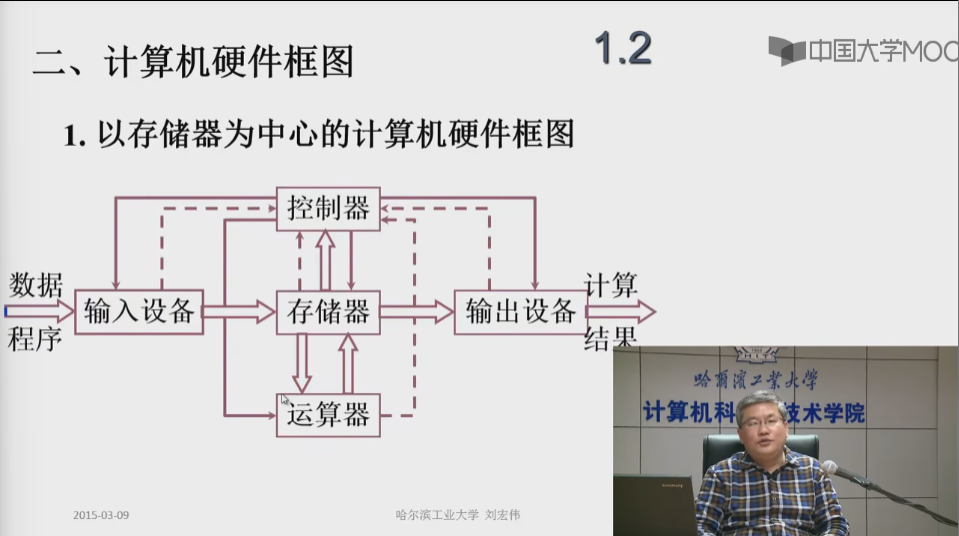 二、计算机硬件框图
1.2
中国大学MOO
1. 以存储器为中心的计算机硬件框图
控制器
数据
程序
输入设备
存储器
输出设备
计算
结果
运算器
哈爾濱工業大學
计算机科 技术学院
2015-03-09
哈尔滨工业大学 刘宏伟